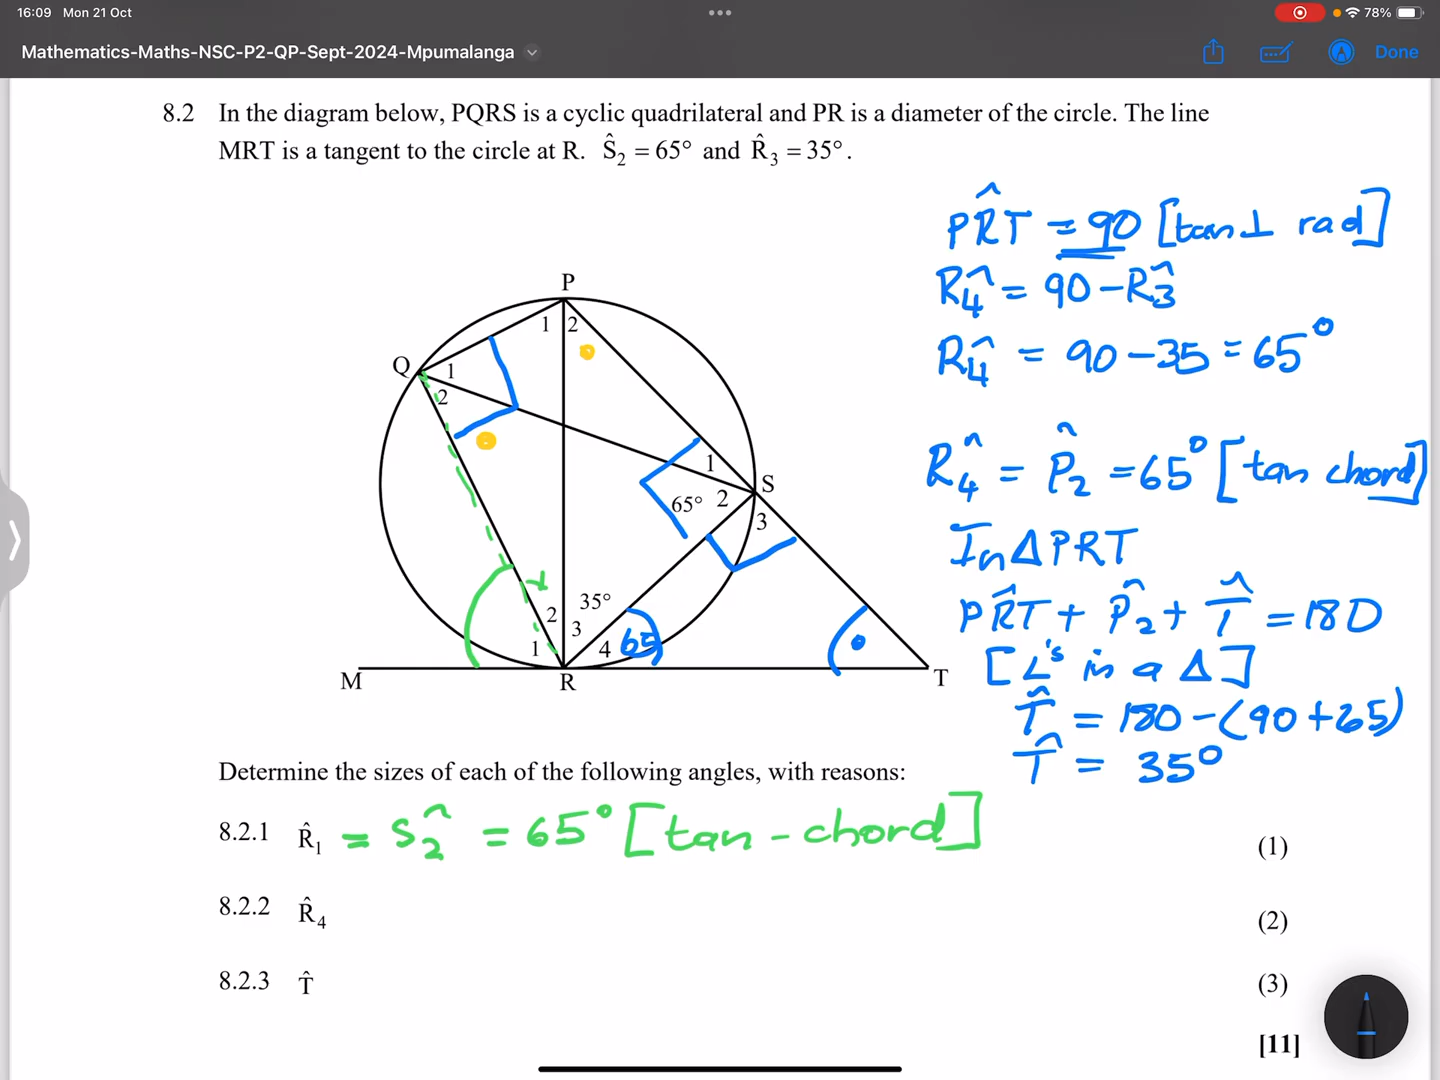 16:09 Mon 21 Oct
78%
Mathematics-Maths-NSC-P2-QP-Sept-2024-Mpumalanga
Done
8.2 In the diagram below, PQRS is a cyclic quadrilateral and PR is a diameter of the circle. The line
MRT is a tangent to the circle at R. Ŝ₂ = 65° and R̂₃ = 35°.
PR̂T = 90 [tan ⊥ rad]
R̂₄ = 90 − R̂₃
R̂₄ = 90 − 35 = 65°
R̂₄ = P̂₂ = 65° [tan chord]
In Δ PRT
PR̂T + P̂₂ + T̂ = 180
[∠'s in a Δ]
T̂ = 180 − (90 + 65)
T̂ = 35°
P
1 2
Q
1
2
1
S
65° 2
3
35°
2
3
1
4
65
M
R
T
Determine the sizes of each of the following angles, with reasons:
8.2.1 R̂₁ = Ŝ₂ = 65° [tan - chord]
(1)
8.2.2 R̂₄
(2)
8.2.3 T̂
(3)
[11]